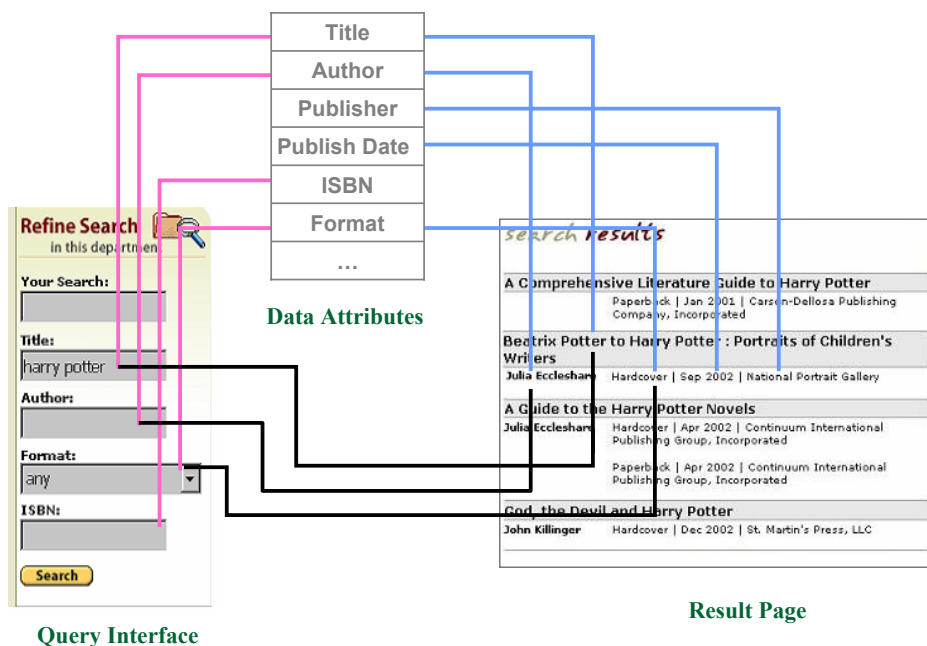 Title
Author
Publisher
Publish Date
ISBN
Format
...
Data Attributes
Refine Search
in this department
Your Search:
Title:
harry potter
Author:
Format:
any
ISBN:
Search
Query Interface
search results
A Comprehensive Literature Guide to Harry Potter
Paperback | Jan 2001 | Carson-Dellosa Publishing
Company, Incorporated
Beatrix Potter to Harry Potter : Portraits of Children's
Writers
Julia Eccleshare Hardcover | Sep 2002 | National Portrait Gallery
A Guide to the Harry Potter Novels
Julia Eccleshare Hardcover | Apr 2002 | Continuum International
Publishing Group, Incorporated
Paperback | Apr 2002 | Continuum International
Publishing Group, Incorporated
God, the Devil and Harry Potter
John Killinger Hardcover | Dec 2002 | St. Martin's Press, LLC
Result Page